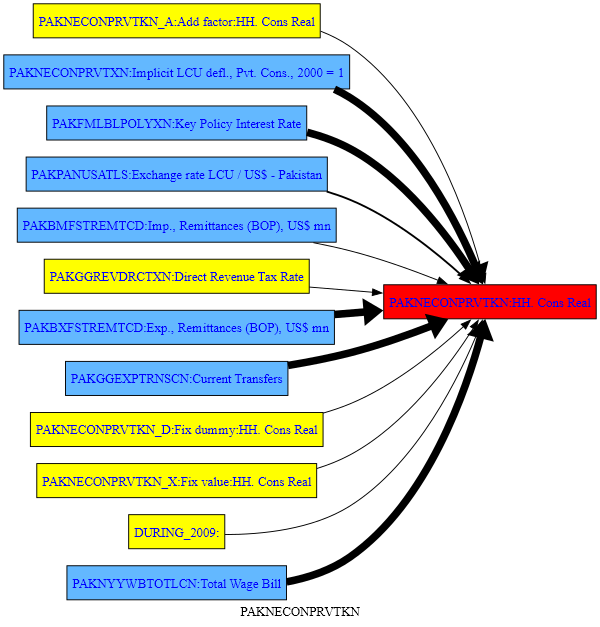 PAKNECONPRVTKN_A:Add factor:HH. Cons Real
PAKNECONPRVTXN:Implicit LCU defl., Pvt. Cons., 2000 = 1
PAKFMLBLPOLYXN:Key Policy Interest Rate
PAKPANUSATLS:Exchange rate LCU / US$ - Pakistan
PAKBMFSTREMTCD:Imp., Remittances (BOP), US$ mn
PAKGGREVDRCTXN:Direct Revenue Tax Rate
PAKNECONPRVTKN:HH. Cons Real
PAKBXFSTREMTCD:Exp., Remittances (BOP), US$ mn
PAKGGEXPTRNSCN:Current Transfers
PAKNECONPRVTKN_D:Fix dummy:HH. Cons Real
PAKNECONPRVTKN_X:Fix value:HH. Cons Real
DURING_2009:
PAKNYYWBTOTLCN:Total Wage Bill
PAKNECONPRVTKN